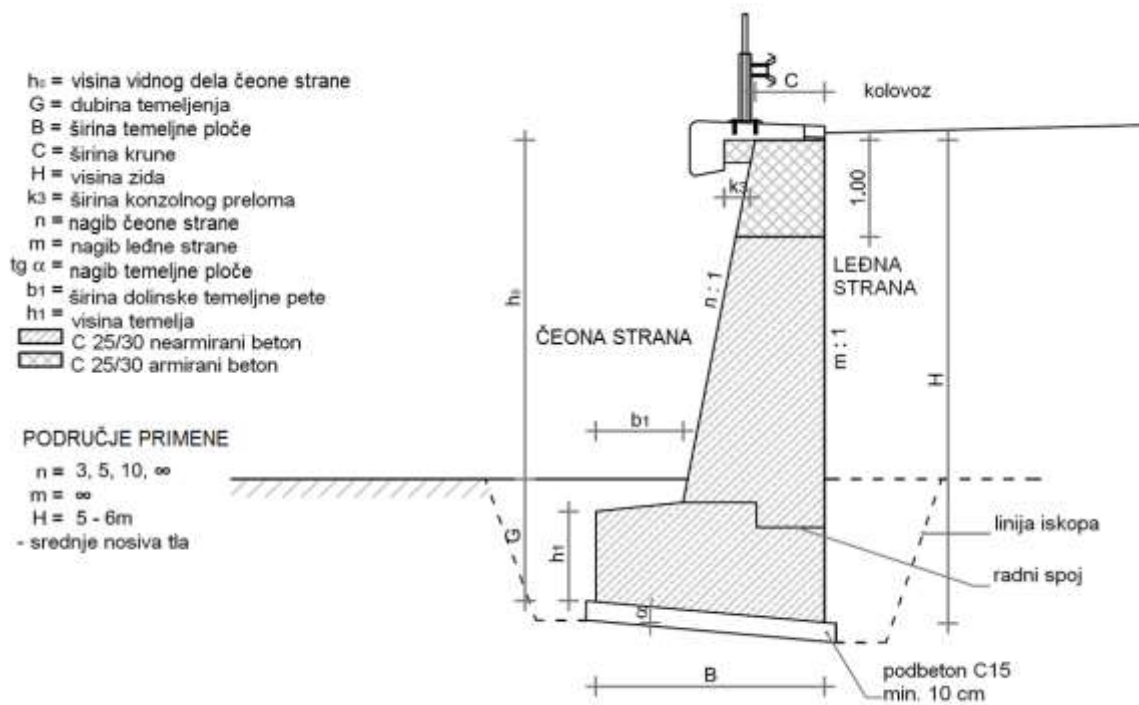 h₀ = visina vidnog dela čeone strane
G = dubina temeljenja
B = širina temeljne ploče
C = širina krune
H = visina zida
k3 = širina konzolnog preloma
n = nagib čeone strane
m = nagib leđne strane
tg α = nagib temeljne ploče
b1 = širina dolinske temeljne pete
h1 = visina temelja
C 25/30 nearmirani beton
C 25/30 armirani beton
PODRUČJE PRIMENE
n = 3, 5, 10, ∞
m = ∞
H = 5 - 6m
- srednje nosiva tla
C
kolovoz
k3
1,00
LEĐNA
STRANA
n : 1
h₀
ČEONA STRANA
m : 1
H
b1
G
h1
α
linija iskopa
radni spoj
B
podbeton C15
min. 10 cm